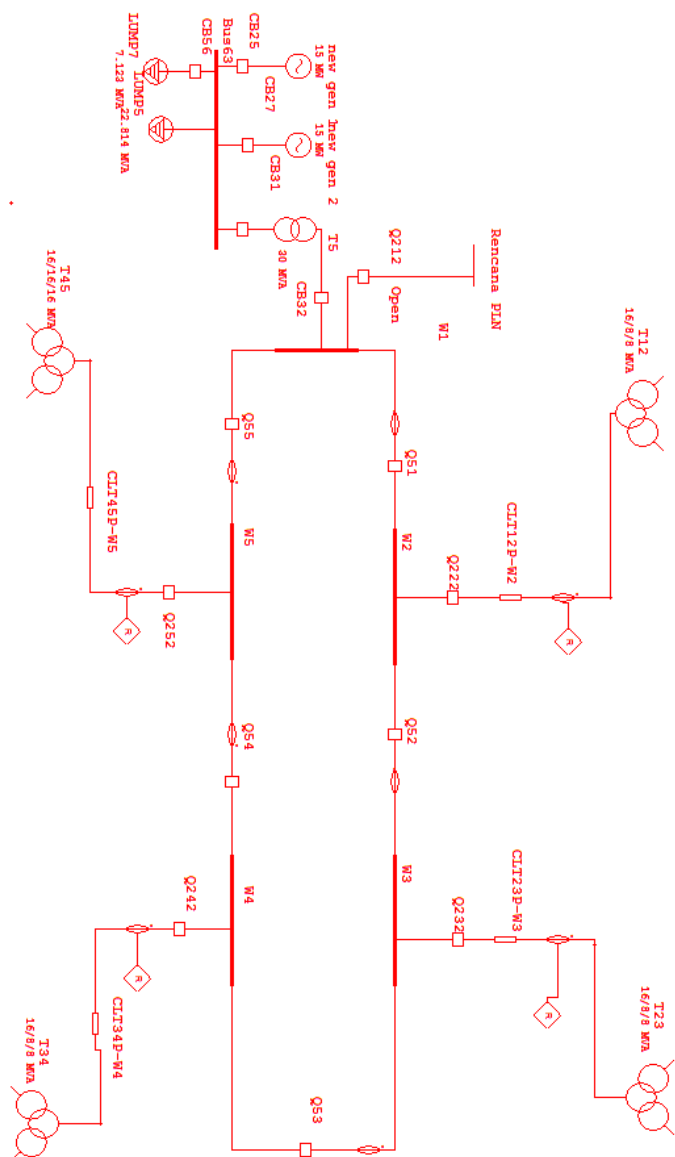 new gen 1
15 MW
new gen 2
15 MW
CB25
CB27
CB31
Bus63
CB56
LUMP7
7.123 MVA
LUMP5
22.814 MVA
T5
30 MVA
CB32
Q212
Open
Rencana PLN
W1
T12
16/8/8 MVA
T45
16/16/16 MVA
Q55
Q51
CLT45P-W5
CLT12P-W2
W5
W2
Q222
R
Q252
R
Q54
Q52
CLT23P-W3
W4
W3
Q242
Q232
R
R
CLT34P-W4
T23
16/8/8 MVA
T34
16/8/8 MVA
Q53